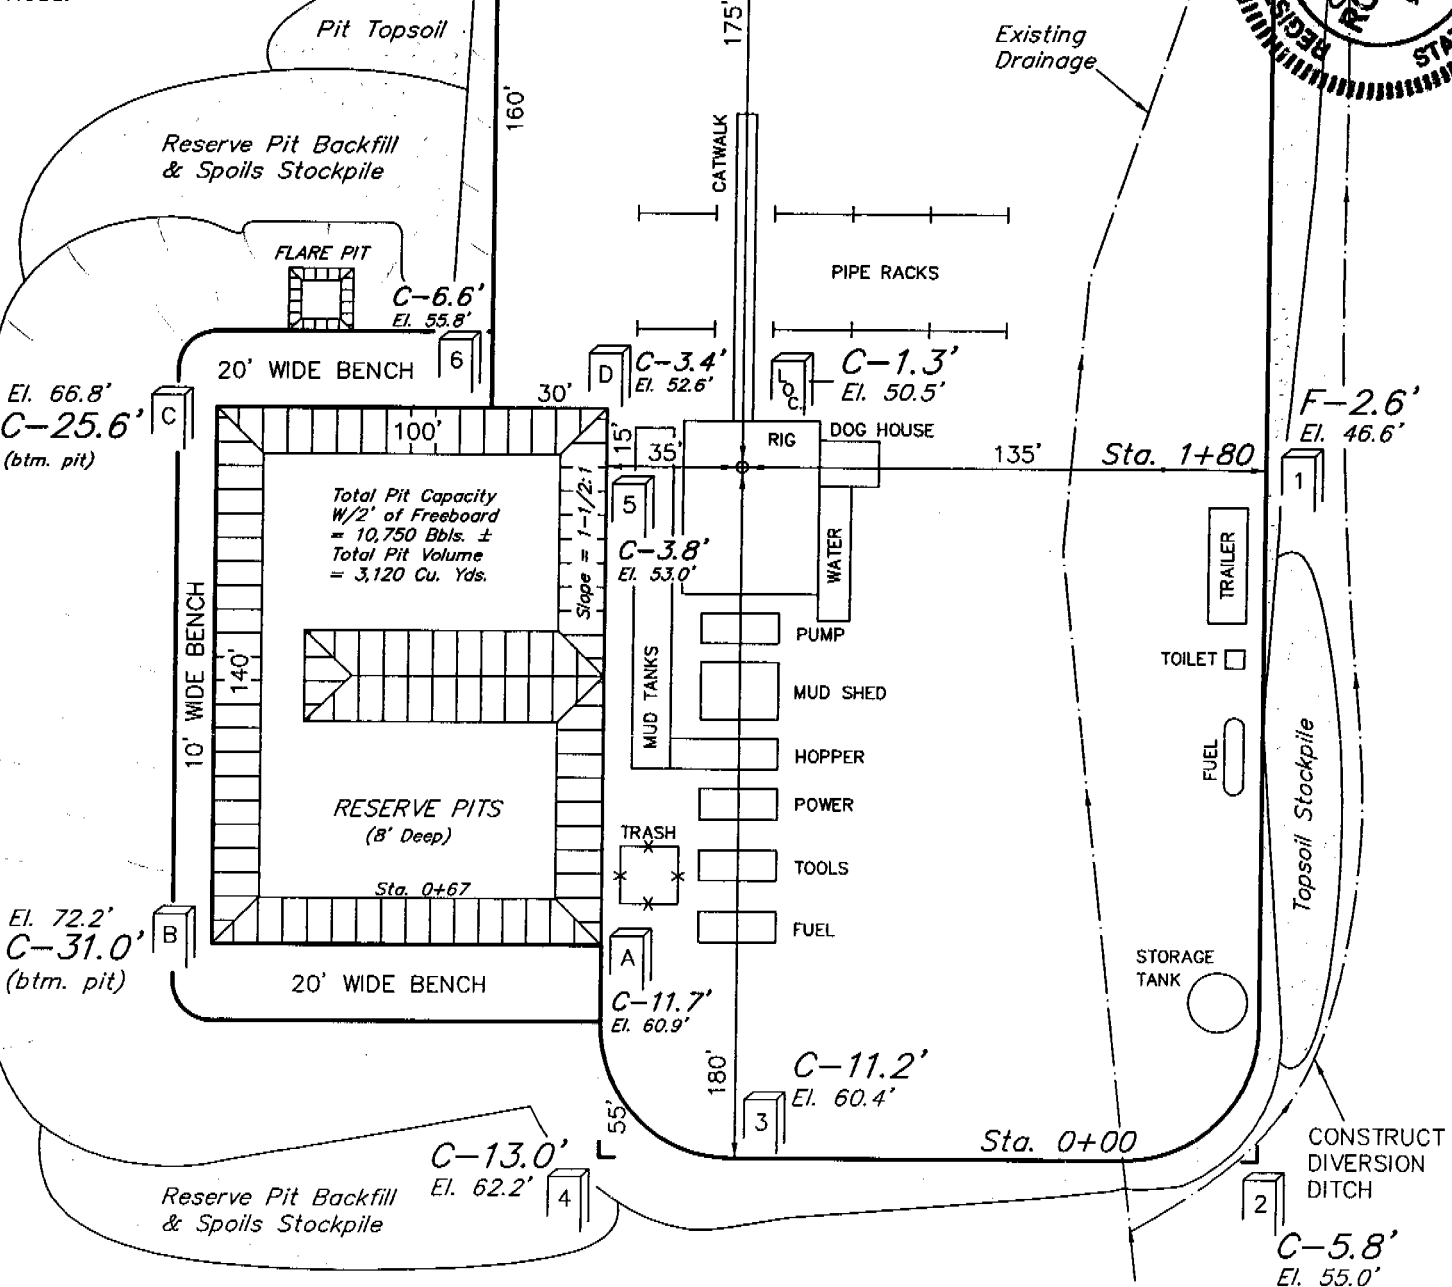 Pit Topsoil
175'
Existing
Drainage
REGIS
STA
160'
Reserve Pit Backfill
& Spoils Stockpile
CATWALK
FLARE PIT
PIPE RACKS
C-6.6'
El. 55.8'
6
20' WIDE BENCH
D
C-3.4'
El. 52.6'
LOC.
C-1.3'
El. 50.5'
El. 66.8'
C-25.6'
(btm. pit)
C
30'
100'
15'
35'
RIG
DOG HOUSE
135'
Sta. 1+80
F-2.6'
El. 46.6'
1
Total Pit Capacity
W/2' of Freeboard
= 10,750 Bbls. ±
Total Pit Volume
= 3,120 Cu. Yds.
Slope = 1-1/2:1
5
C-3.8'
El. 53.0'
WATER
TRAILER
10' WIDE BENCH
140'
MUD TANKS
PUMP
TOILET
MUD SHED
HOPPER
FUEL
POWER
RESERVE PITS
(8' Deep)
TRASH
TOOLS
Topsoil Stockpile
Sta. 0+67
FUEL
El. 72.2'
C-31.0'
(btm. pit)
B
A
20' WIDE BENCH
STORAGE
TANK
C-11.7'
El. 60.9'
180'
C-11.2'
El. 60.4'
3
55'
Sta. 0+00
CONSTRUCT
DIVERSION
DITCH
C-13.0'
El. 62.2'
4
Reserve Pit Backfill
& Spoils Stockpile
2
C-5.8'
El. 55.0'